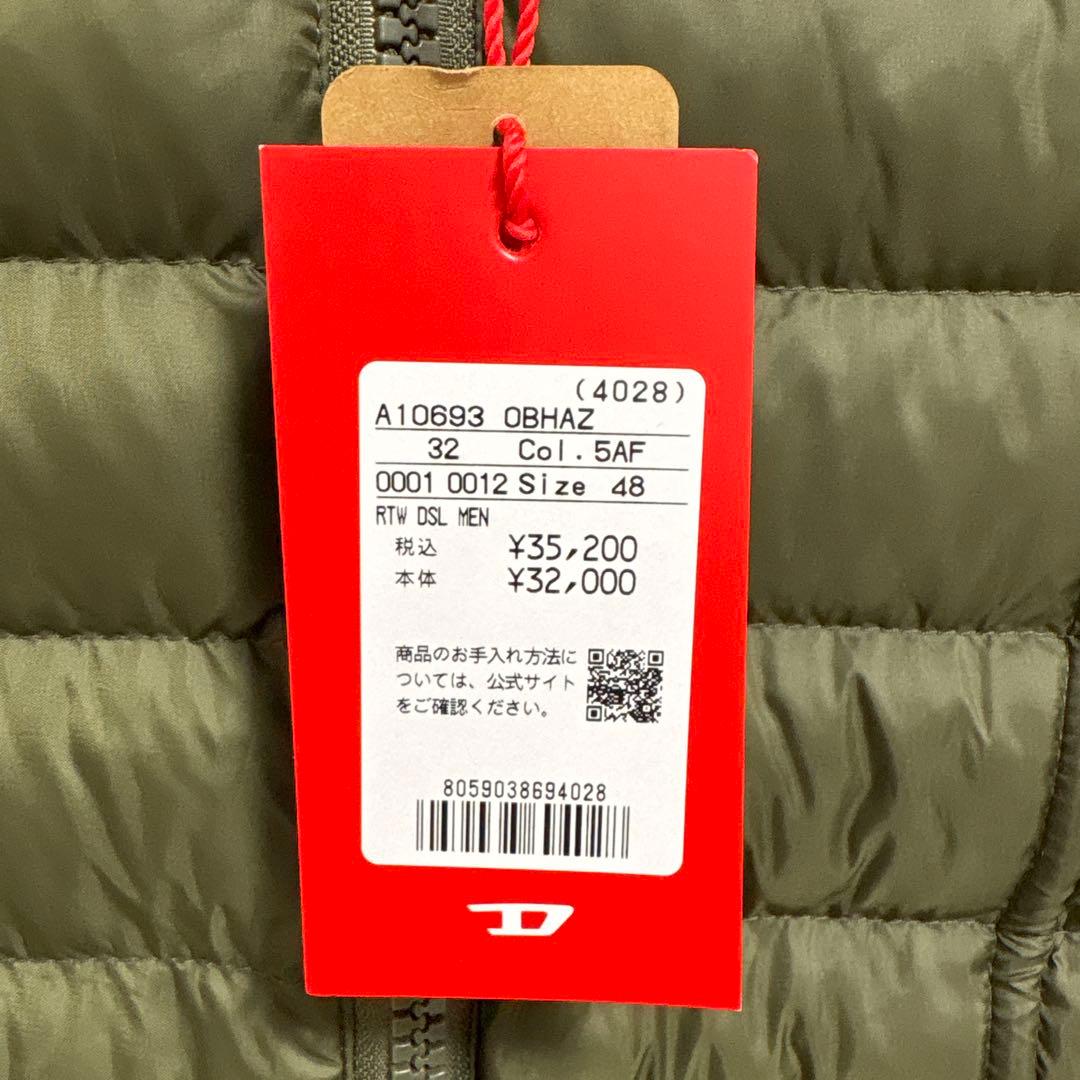 (4028)
A10693 0BHAZ
32 Col.5AF
0001 0012 Size 48
RTW DSL MEN
税込 ¥35,200
本体 ¥32,000
商品のお手入れ方法に
ついては、公式サイト
をご確認ください。
8059038694028
D